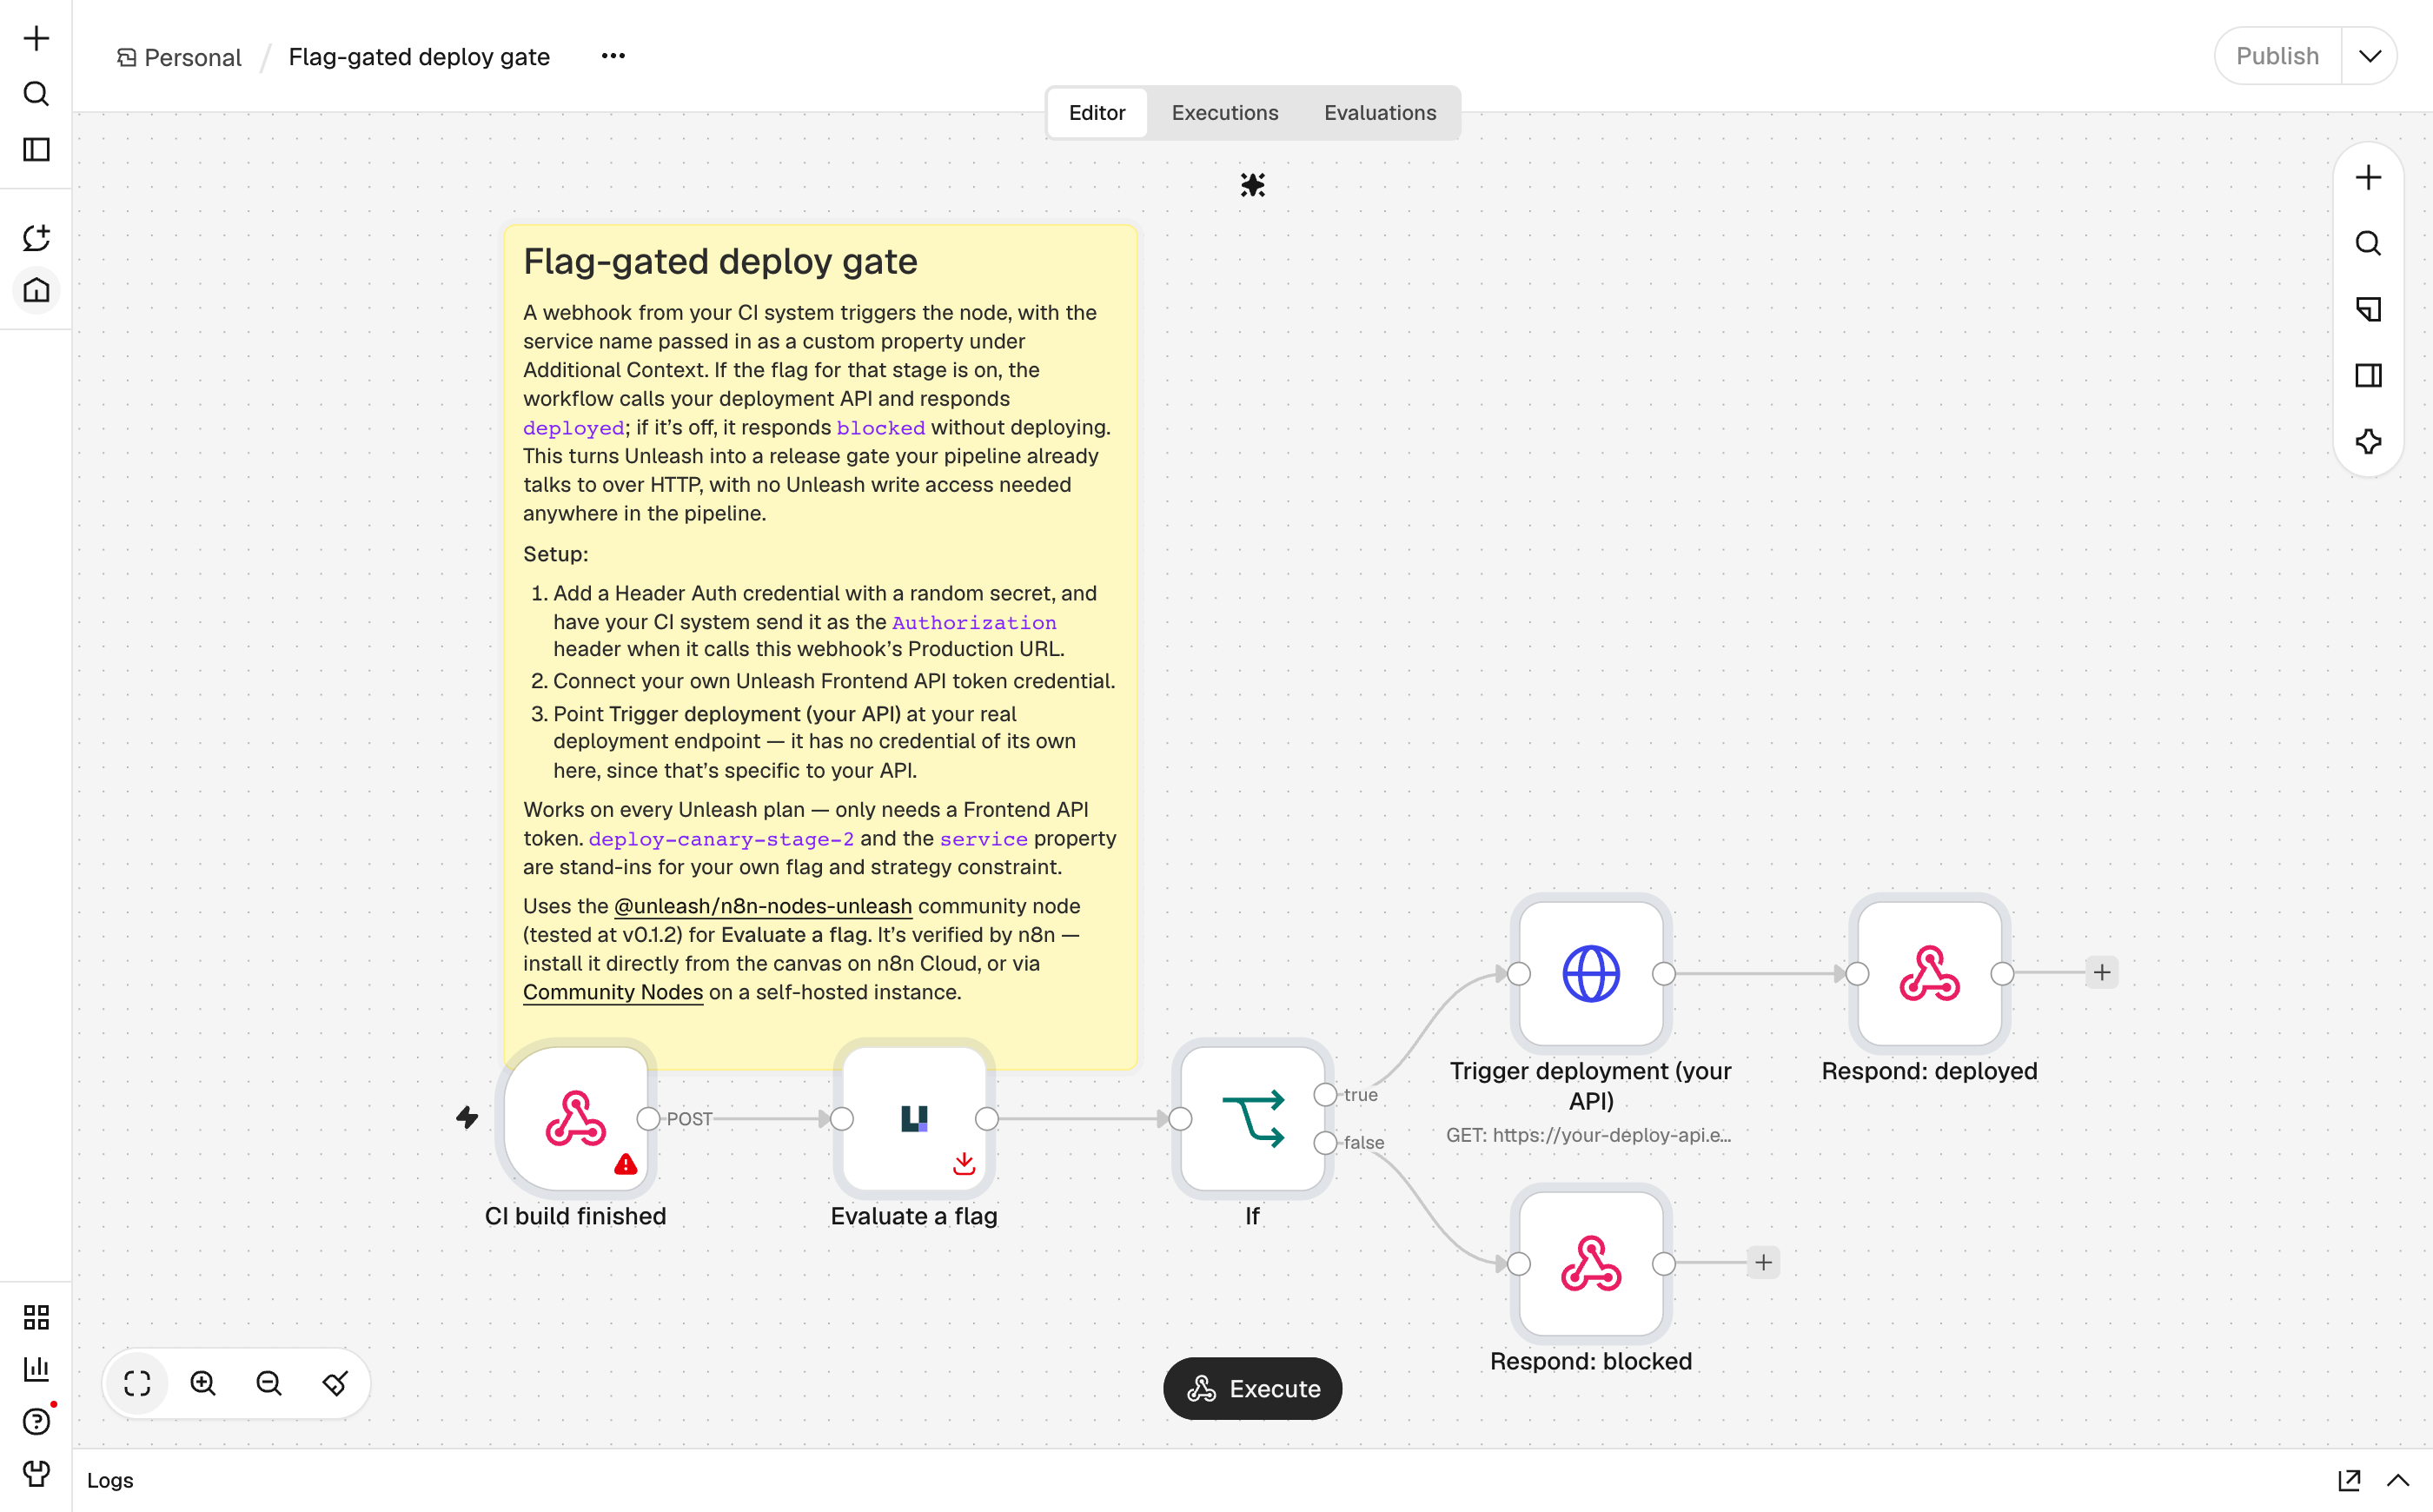 Personal / Flag-gated deploy gate ...
Publish
Editor Executions Evaluations
Flag-gated deploy gate
A webhook from your CI system triggers the node, with the
service name passed in as a custom property under
Additional Context. If the flag for that stage is on, the
workflow calls your deployment API and responds
deployed; if it’s off, it responds blocked without deploying.
This turns Unleash into a release gate your pipeline already
talks to over HTTP, with no Unleash write access needed
anywhere in the pipeline.
Setup:
1. Add a Header Auth credential with a random secret, and
have your CI system send it as the Authorization
header when it calls this webhook’s Production URL.
2. Connect your own Unleash Frontend API token credential.
3. Point Trigger deployment (your API) at your real
deployment endpoint — it has no credential of its own
here, since that’s specific to your API.
Works on every Unleash plan — only needs a Frontend API
token. deploy-canary-stage-2 and the service property
are stand-ins for your own flag and strategy constraint.
Uses the @unleash/n8n-nodes-unleash community node
(tested at v0.1.2) for Evaluate a flag. It’s verified by n8n —
install it directly from the canvas on n8n Cloud, or via
Community Nodes on a self-hosted instance.
POST
CI build finished
Evaluate a flag
If
true
false
Trigger deployment (your
API)
GET: https://your-deploy-api.e...
Respond: deployed
Respond: blocked
Execute
Logs